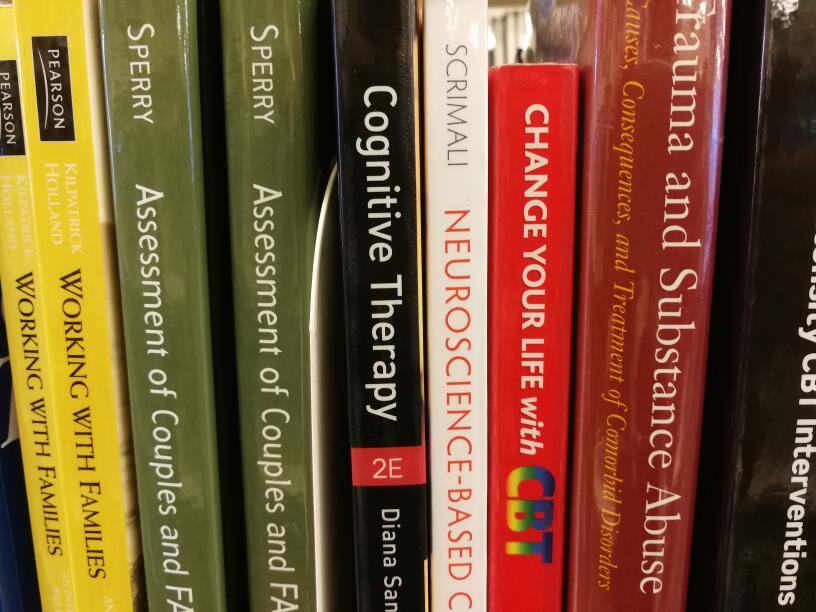 PEARSON
KILPATRICK
HOLLAND
WORKING WITH FAMILIES
PEARSON
KILPATRICK
HOLLAND
WORKING WITH FAMILIES
AN
SPERRY
Assessment of Couples and FA
SPERRY
Assessment of Couples and FA
Cognitive Therapy
2E
Diana San
SCRIMALI
NEUROSCIENCE-BASED C
CHANGE YOUR LIFE with CBT
rauma and Substance Abuse
auses, Consequences, and Treatment of Comorbid Disorders
ensity CBT Interventions